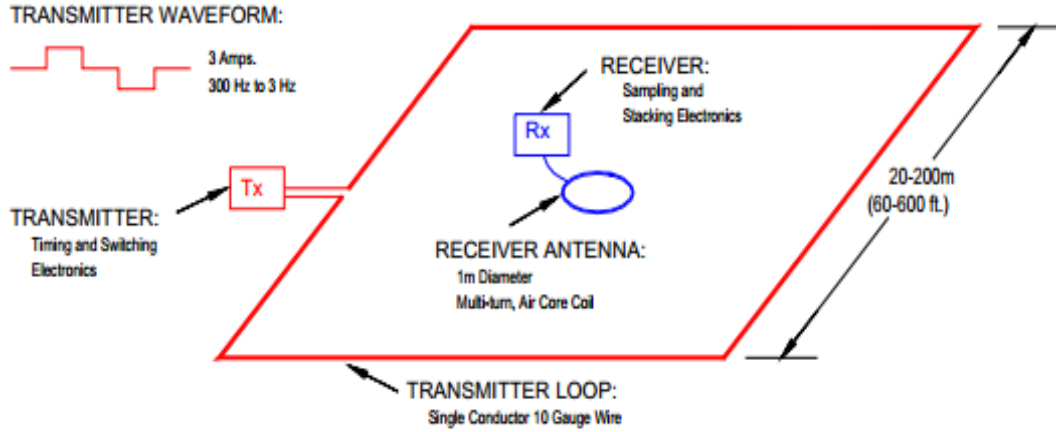 TRANSMITTER WAVEFORM:
3 Amps.
300 Hz to 3 Hz
RECEIVER:
Sampling and
Stacking Electronics
Rx
Tx
20-200m
(60-600 ft.)
TRANSMITTER:
Timing and Switching
Electronics
RECEIVER ANTENNA:
1m Diameter
Multi-turn, Air Core Coil
TRANSMITTER LOOP:
Single Conductor 10 Gauge Wire